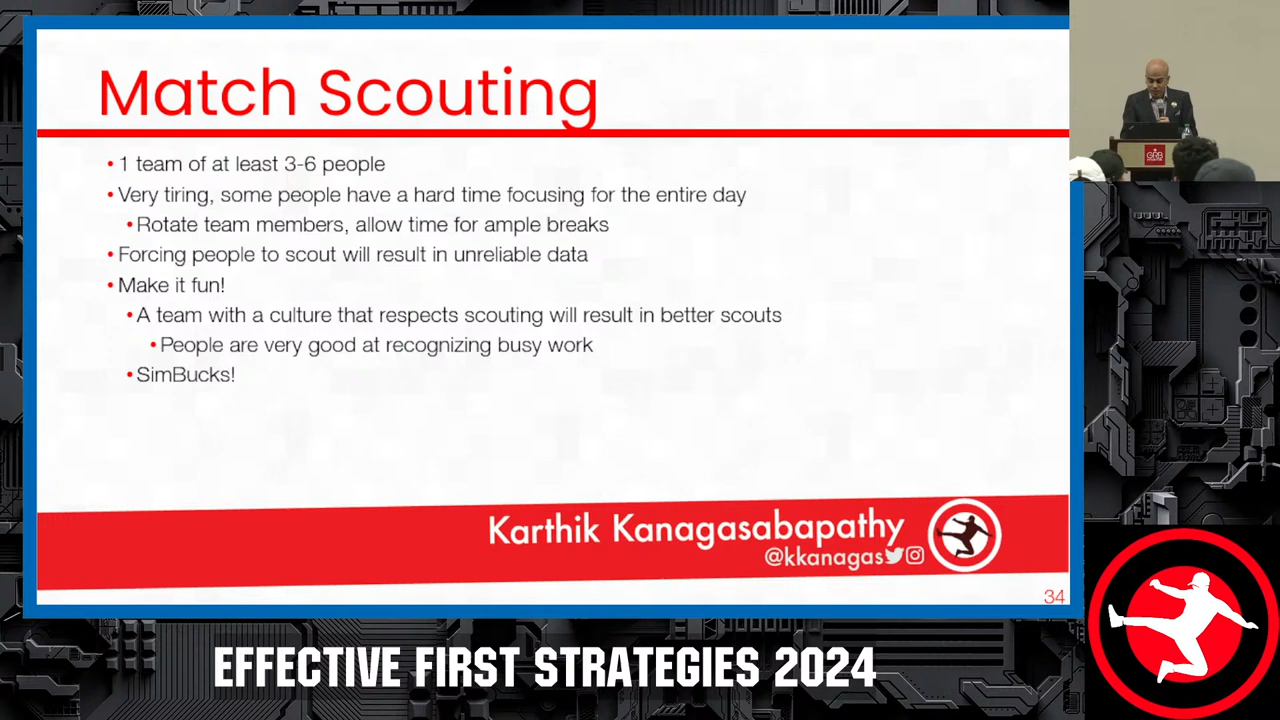 Match Scouting
• 1 team of at least 3-6 people
• Very tiring, some people have a hard time focusing for the entire day
• Rotate team members, allow time for ample breaks
• Forcing people to scout will result in unreliable data
• Make it fun!
• A team with a culture that respects scouting will result in better scouts
• People are very good at recognizing busy work
• SimBucks!
Karthik Kanagasabapathy
@kkanagas
34
EFFECTIVE FIRST STRATEGIES 2024